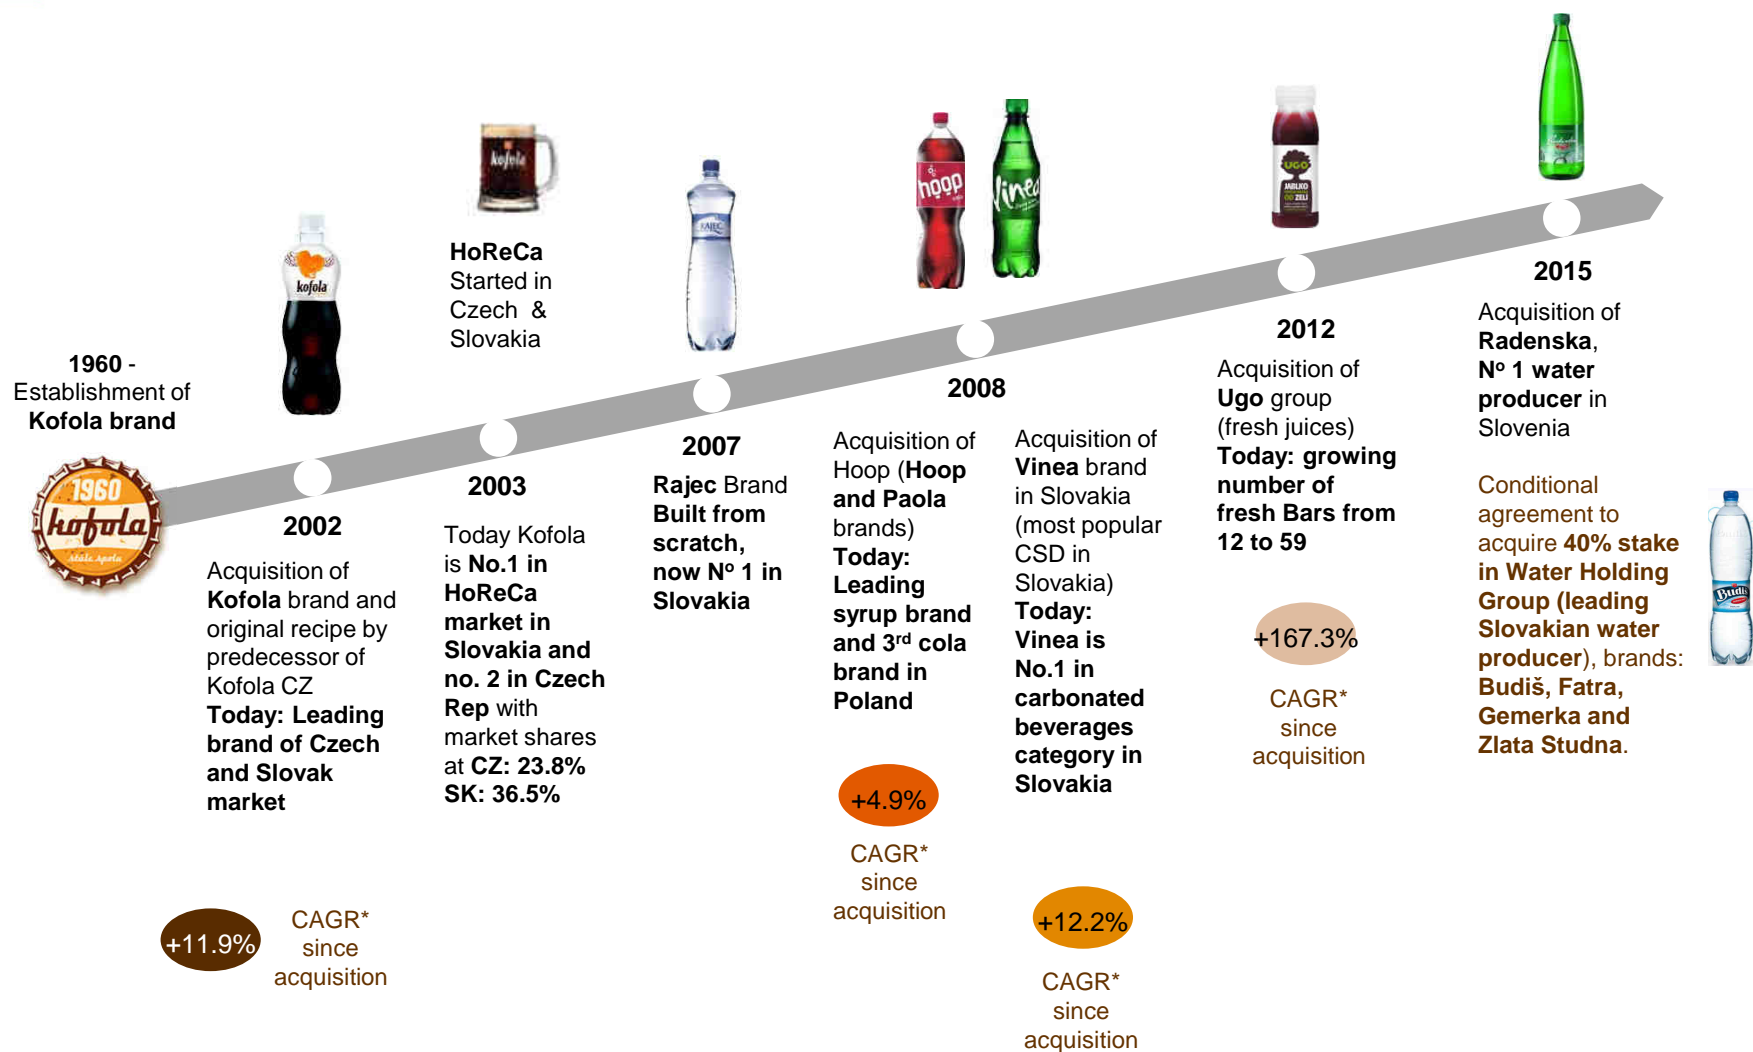 1960 -
Establishment of
Kofola brand
1960
kofola
kofola
2002
Acquisition of
Kofola brand and
original recipe by
predecessor of
Kofola CZ
Today: Leading
brand of Czech
and Slovak
market
+11.9%
CAGR*
since
acquisition
kofola
HoReCa
Started in
Czech &
Slovakia
2003
Today Kofola
is No.1 in
HoReCa
market in
Slovakia and
no. 2 in Czech
Rep with
market shares
at CZ: 23.8%
SK: 36.5%
RAJEC
2007
Rajec Brand
Built from
scratch,
now Nº 1 in
Slovakia
hoop
vinea
2008
Acquisition of
Hoop (Hoop
and Paola
brands)
Today:
Leading
syrup brand
and 3rd cola
brand in
Poland
+4.9%
CAGR*
since
acquisition
Acquisition of
Vinea brand
in Slovakia
(most popular
CSD in
Slovakia)
Today:
Vinea is
No.1 in
carbonated
beverages
category in
Slovakia
+12.2%
CAGR*
since
acquisition
UGO
JABLKO
OD ZELI
2012
Acquisition of
Ugo group
(fresh juices)
Today: growing
number of
fresh Bars from
12 to 59
+167.3%
CAGR*
since
acquisition
2015
Acquisition of
Radenska,
Nº 1 water
producer in
Slovenia
Conditional
agreement to
acquire 40% stake
in Water Holding
Group (leading
Slovakian water
producer), brands:
Budiš, Fatra,
Gemerka and
Zlata Studna.
Budiš